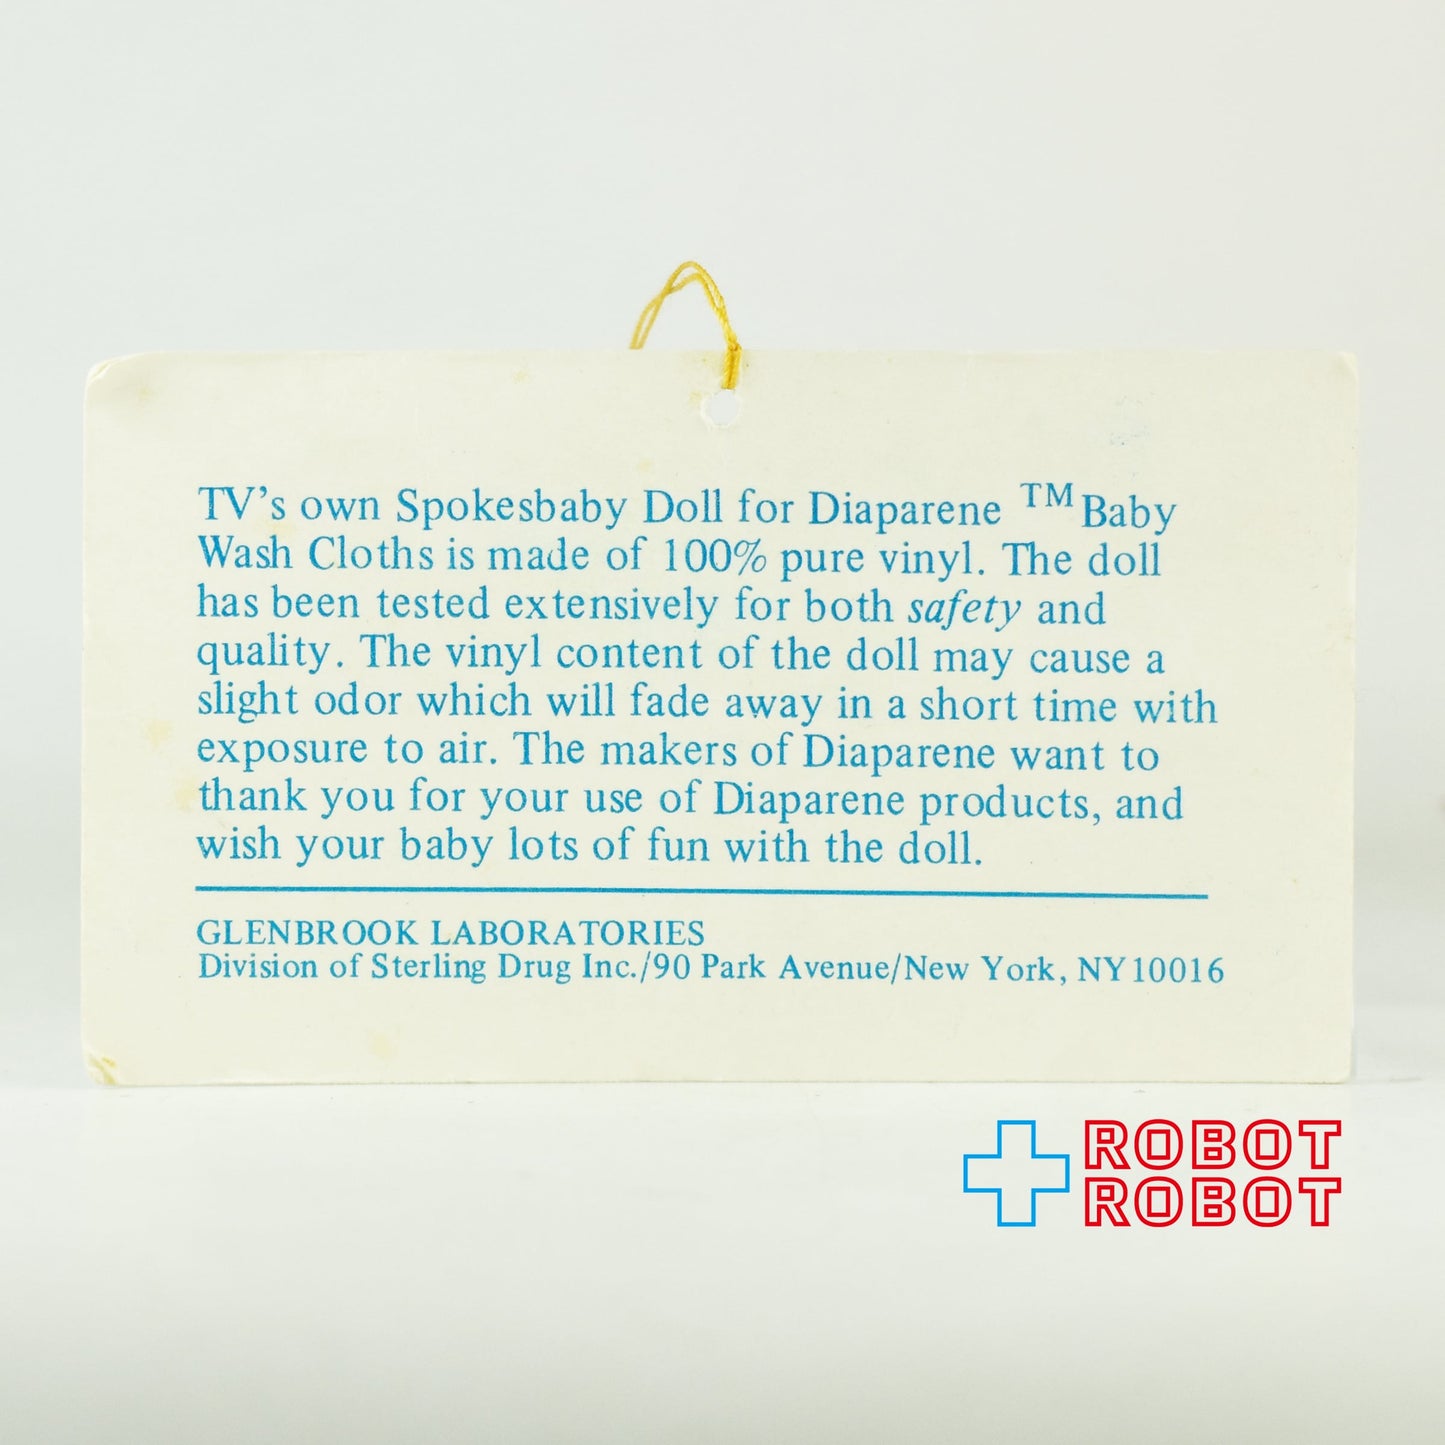 TV's own Spokesbaby Doll for Diaparene ™ Baby
Wash Cloths is made of 100% pure vinyl. The doll
has been tested extensively for both safety and
quality. The vinyl content of the doll may cause a
slight odor which will fade away in a short time with
exposure to air. The makers of Diaparene want to
thank you for your use of Diaparene products, and
wish your baby lots of fun with the doll.
GLENBROOK LABORATORIES
Division of Sterling Drug Inc./90 Park Avenue/New York, NY 10016
ROBOT
ROBOT